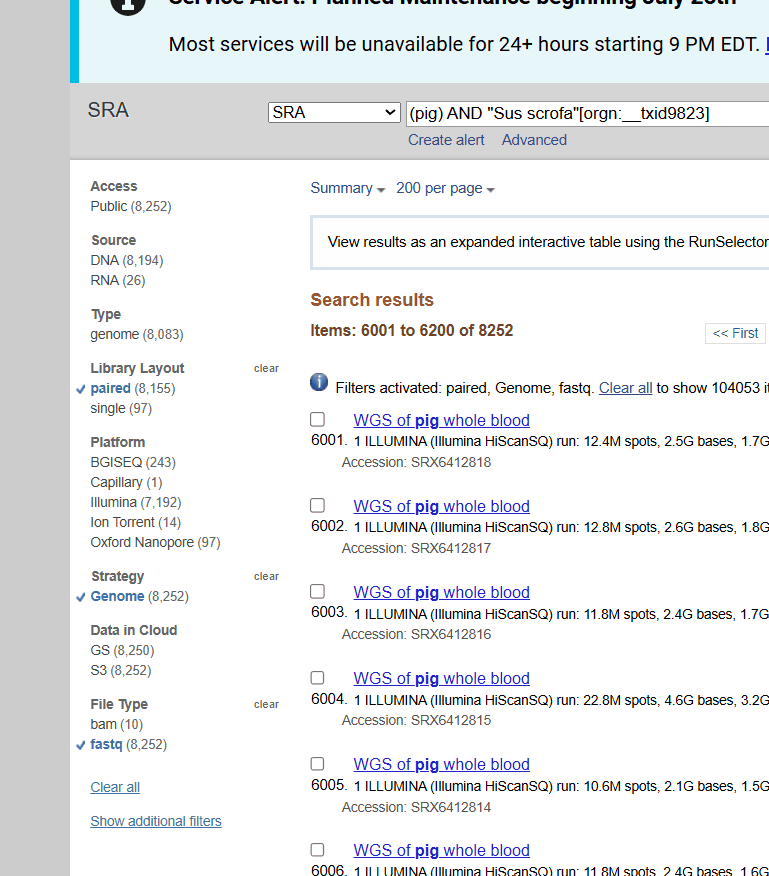 Service Alert: Planned Maintenance beginning July 25th
Most services will be unavailable for 24+ hours starting 9 PM EDT.
SRA
SRA
(pig) AND "Sus scrofa"[orgn:__txid9823]
Create alert Advanced
Access
Public (8,252)
Source
DNA (8,194)
RNA (26)
Type
genome (8,083)
Library Layout clear
paired (8,155)
single (97)
Platform
BGISEQ (243)
Capillary (1)
Illumina (7,192)
Ion Torrent (14)
Oxford Nanopore (97)
Strategy clear
Genome (8,252)
Data in Cloud
GS (8,250)
S3 (8,252)
File Type clear
bam (10)
fastq (8,252)
Clear all
Show additional filters
Summary 200 per page
View results as an expanded interactive table using the RunSelector
Search results
Items: 6001 to 6200 of 8252
<< First
Filters activated: paired, Genome, fastq. Clear all to show 104053
WGS of pig whole blood
6001. 1 ILLUMINA (Illumina HiScanSQ) run: 12.4M spots, 2.5G bases, 1.7G
Accession: SRX6412818
WGS of pig whole blood
6002. 1 ILLUMINA (Illumina HiScanSQ) run: 12.8M spots, 2.6G bases, 1.8G
Accession: SRX6412817
WGS of pig whole blood
6003. 1 ILLUMINA (Illumina HiScanSQ) run: 11.8M spots, 2.4G bases, 1.7G
Accession: SRX6412816
WGS of pig whole blood
6004. 1 ILLUMINA (Illumina HiScanSQ) run: 22.8M spots, 4.6G bases, 3.2G
Accession: SRX6412815
WGS of pig whole blood
6005. 1 ILLUMINA (Illumina HiScanSQ) run: 10.6M spots, 2.1G bases, 1.5G
Accession: SRX6412814
WGS of pig whole blood
6006. 1 ILLUMINA (Illumina HiScanSQ) run: 11.8M spots, 2.4G bases, 1.6G